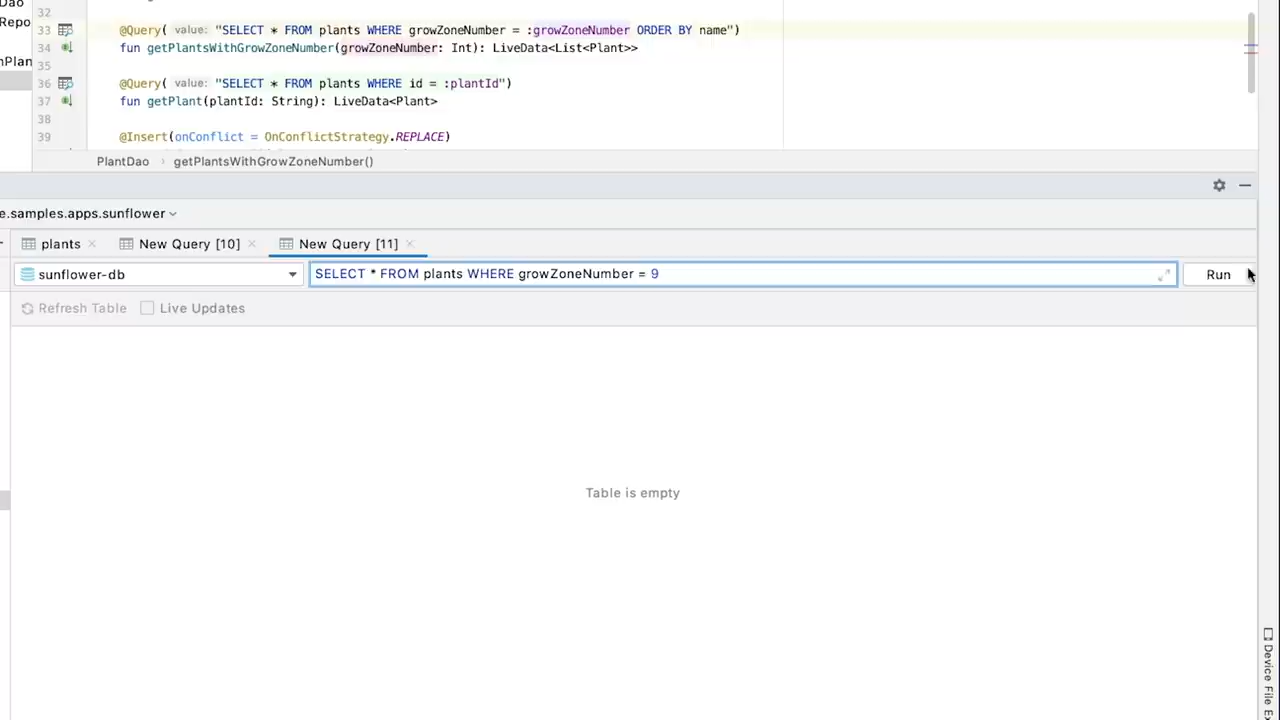 Dao
Repo
nPlan
32
33 @Query( value: "SELECT * FROM plants WHERE growZoneNumber = :growZoneNumber ORDER BY name")
34 fun getPlantsWithGrowZoneNumber(growZoneNumber: Int): LiveData<List<Plant>>
35
36 @Query( value: "SELECT * FROM plants WHERE id = :plantId")
37 fun getPlant(plantId: String): LiveData<Plant>
38
39 @Insert(onConflict = OnConflictStrategy.REPLACE)
PlantDao › getPlantsWithGrowZoneNumber()
e.samples.apps.sunflower
plants × New Query [10] × New Query [11] ×
sunflower-db SELECT * FROM plants WHERE growZoneNumber = 9 Run
Refresh Table Live Updates
Table is empty
Device File Ex